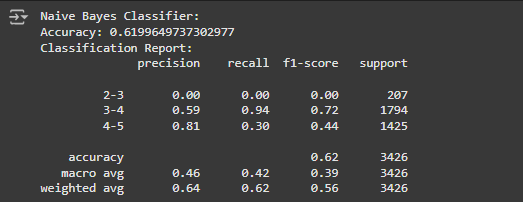 Naive Bayes Classifier:
Accuracy: 0.6199649737302977
Classification Report:
precision recall f1-score support
2-3 0.00 0.00 0.00 207
3-4 0.59 0.94 0.72 1794
4-5 0.81 0.30 0.44 1425
accuracy 0.62 3426
macro avg 0.46 0.42 0.39 3426
weighted avg 0.64 0.62 0.56 3426